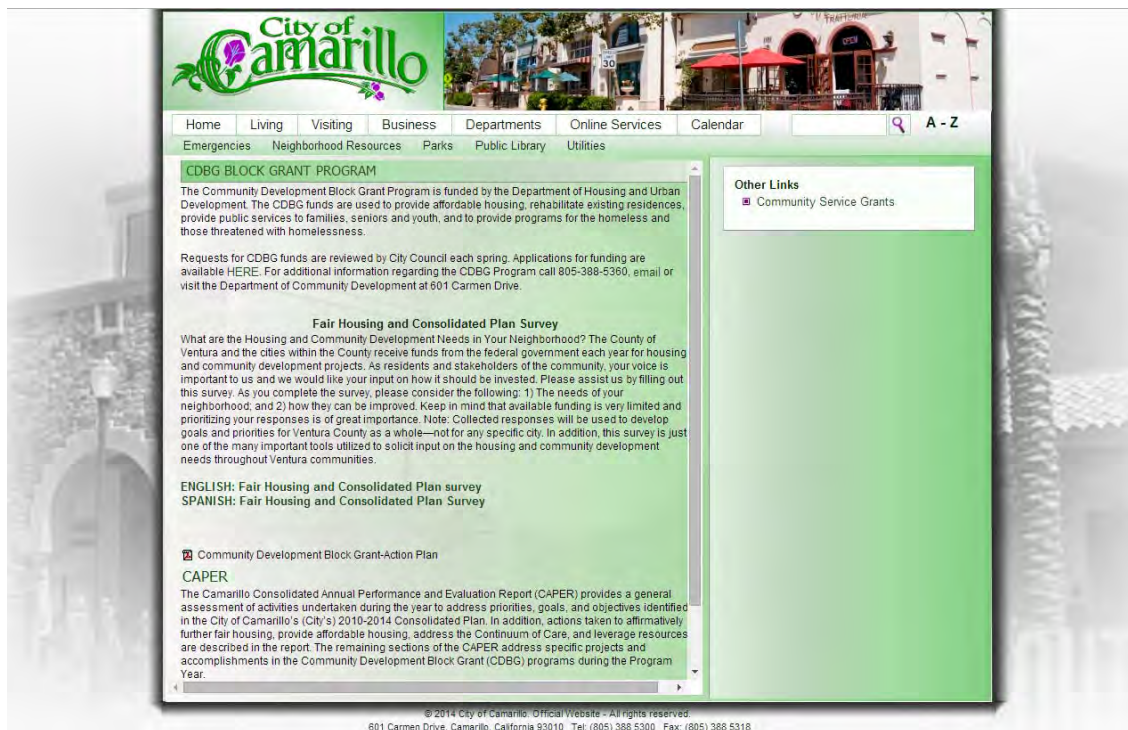 City of
Camarillo
TRATTORIA
OPEN
LIMIT
30
Home Living Visiting Business Departments Online Services Calendar A - Z
Emergencies Neighborhood Resources Parks Public Library Utilities
CDBG BLOCK GRANT PROGRAM
The Community Development Block Grant Program is funded by the Department of Housing and Urban
Development. The CDBG funds are used to provide affordable housing, rehabilitate existing residences,
provide public services to families, seniors and youth, and to provide programs for the homeless and
those threatened with homelessness.
Requests for CDBG funds are reviewed by City Council each spring. Applications for funding are
available HERE. For additional information regarding the CDBG Program call 805-388-5360, email or
visit the Department of Community Development at 601 Carmen Drive.
Fair Housing and Consolidated Plan Survey
What are the Housing and Community Development Needs in Your Neighborhood? The County of
Ventura and the cities within the County receive funds from the federal government each year for housing
and community development projects. As residents and stakeholders of the community, your voice is
important to us and we would like your input on how it should be invested. Please assist us by filling out
this survey. As you complete the survey, please consider the following: 1) The needs of your
neighborhood; and 2) how they can be improved. Keep in mind that available funding is very limited and
prioritizing your responses is of great importance. Note: Collected responses will be used to develop
goals and priorities for Ventura County as a whole—not for any specific city. In addition, this survey is just
one of the many important tools utilized to solicit input on the housing and community development
needs throughout Ventura communities.
ENGLISH: Fair Housing and Consolidated Plan survey
SPANISH: Fair Housing and Consolidated Plan Survey
Community Development Block Grant-Action Plan
CAPER
The Camarillo Consolidated Annual Performance and Evaluation Report (CAPER) provides a general
assessment of activities undertaken during the year to address priorities, goals, and objectives identified
in the City of Camarillo's (City's) 2010-2014 Consolidated Plan. In addition, actions taken to affirmatively
further fair housing, provide affordable housing, address the Continuum of Care, and leverage resources
are described in the report. The remaining sections of the CAPER address specific projects and
accomplishments in the Community Development Block Grant (CDBG) programs during the Program
Year.
Other Links
Community Service Grants
© 2014 City of Camarillo. Official Website - All rights reserved.
601 Carmen Drive, Camarillo, California 93010 Tel: (805) 388.5300 Fax: (805) 388.5318